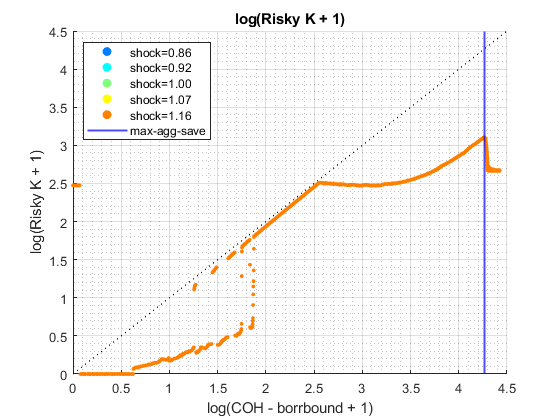 log(Risky K + 1)
4.5
4
3.5
3
2.5
2
1.5
1
0.5
0
log(Risky K + 1)
shock=0.86
shock=0.92
shock=1.00
shock=1.07
shock=1.16
max-agg-save
0 0.5 1 1.5 2 2.5 3 3.5 4 4.5
log(COH - borrbound + 1)